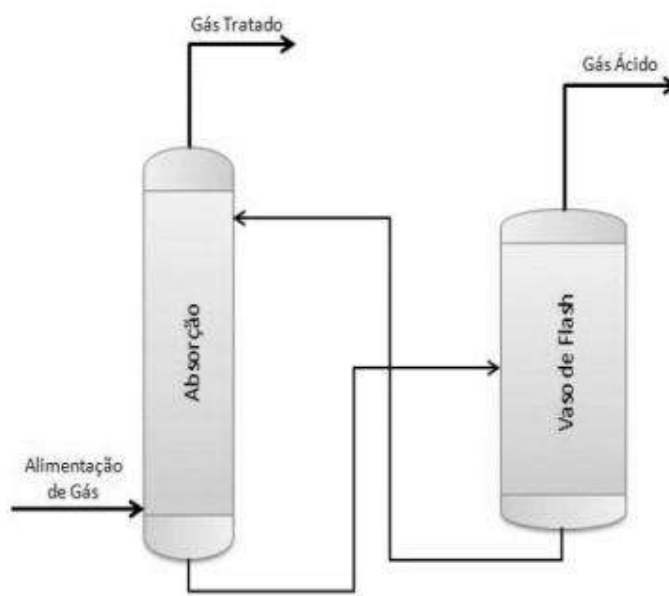 Gás Tratado
Gás Ácido
Absorção
Vaso de Flash
Alimentação
de Gás